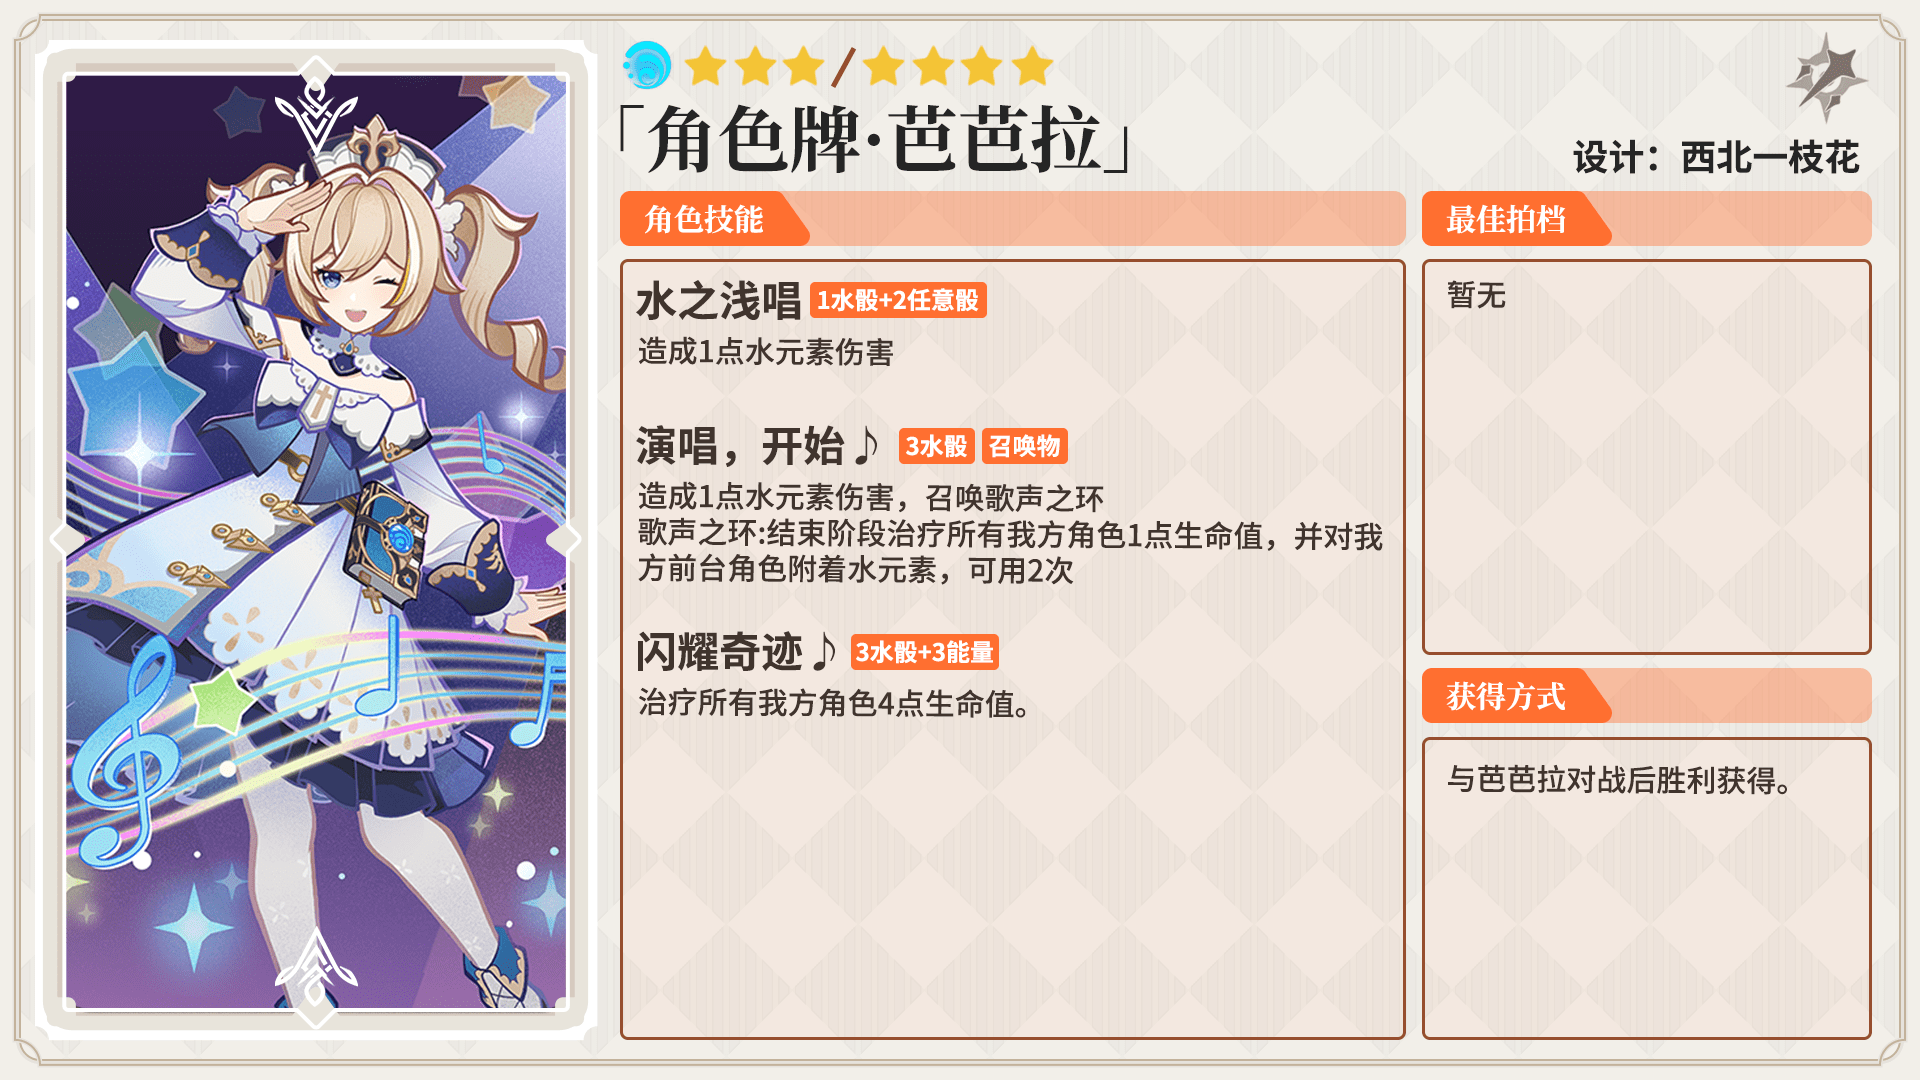 「角色牌·芭芭拉」
设计：西北一枝花
角色技能
水之浅唱 1水骰+2任意骰
造成1点水元素伤害
演唱，开始♪ 3水骰 召唤物
造成1点水元素伤害，召唤歌声之环
歌声之环:结束阶段治疗所有我方角色1点生命值，并对我
方前台角色附着水元素，可用2次
闪耀奇迹♪ 3水骰+3能量
治疗所有我方角色4点生命值。
最佳拍档
暂无
获得方式
与芭芭拉对战后胜利获得。